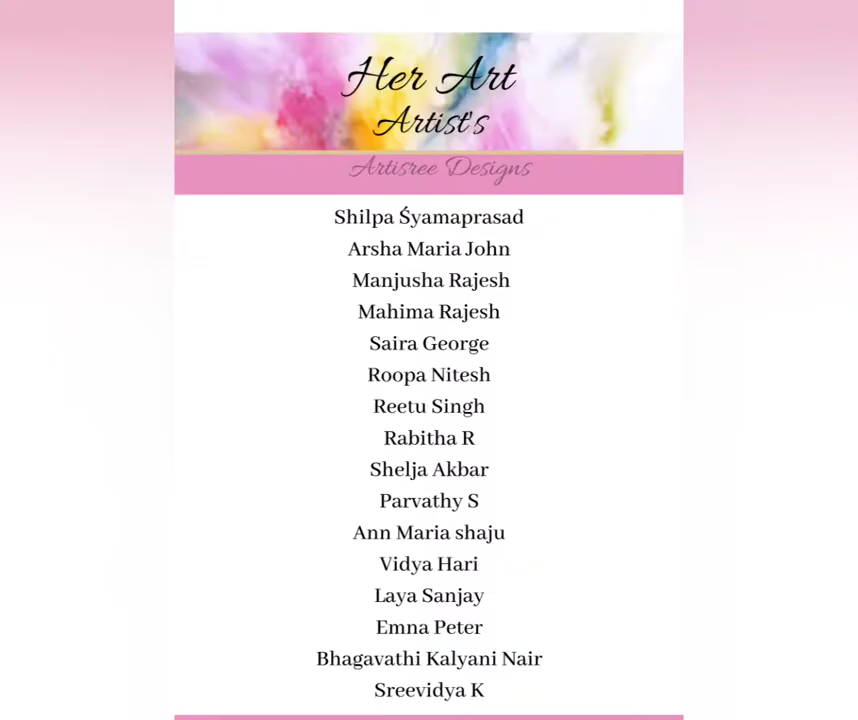 Her Art
Artist's
Artisree Designs
Shilpa Śyamaprasad
Arsha Maria John
Manjusha Rajesh
Mahima Rajesh
Saira George
Roopa Nitesh
Reetu Singh
Rabitha R
Shelja Akbar
Parvathy S
Ann Maria shaju
Vidya Hari
Laya Sanjay
Emna Peter
Bhagavathi Kalyani Nair
Sreevidya K